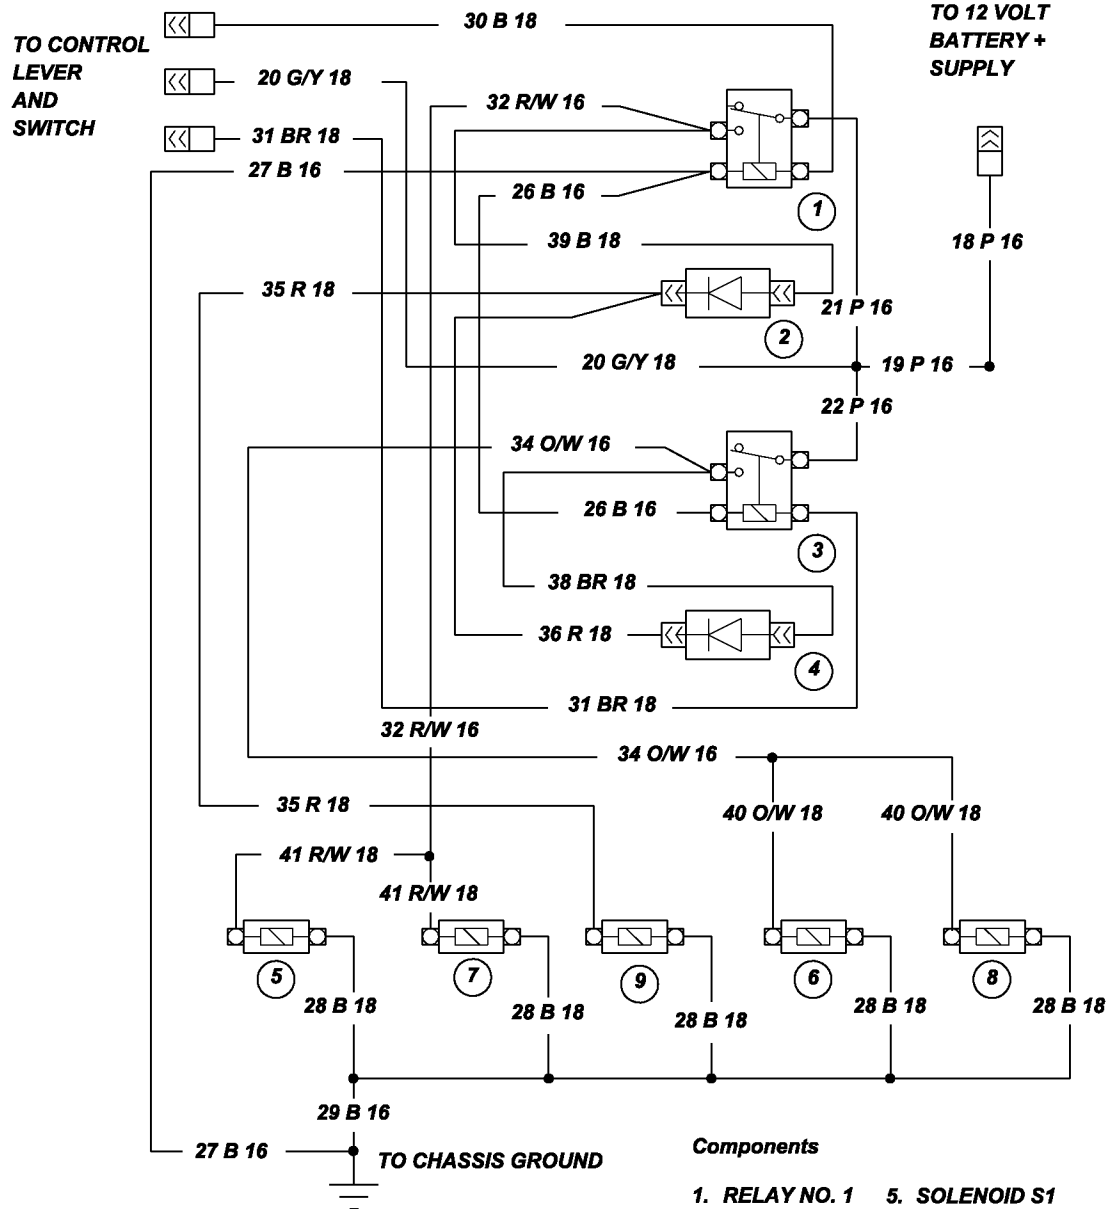 30 B 18
TO 12 VOLT
BATTERY +
SUPPLY
TO CONTROL
LEVER
AND
SWITCH
20 G/Y 18
32 R/W 16
31 BR 18
27 B 16
26 B 16
1
39 B 18
18 P 16
35 R 18
21 P 16
2
20 G/Y 18
19 P 16
22 P 16
34 O/W 16
26 B 16
3
38 BR 18
36 R 18
4
31 BR 18
32 R/W 16
34 O/W 16
35 R 18
40 O/W 18
40 O/W 18
41 R/W 18
41 R/W 18
5
7
9
6
8
28 B 18
28 B 18
28 B 18
28 B 18
28 B 18
29 B 16
27 B 16
TO CHASSIS GROUND
Components
1. RELAY NO. 1
5. SOLENOID S1